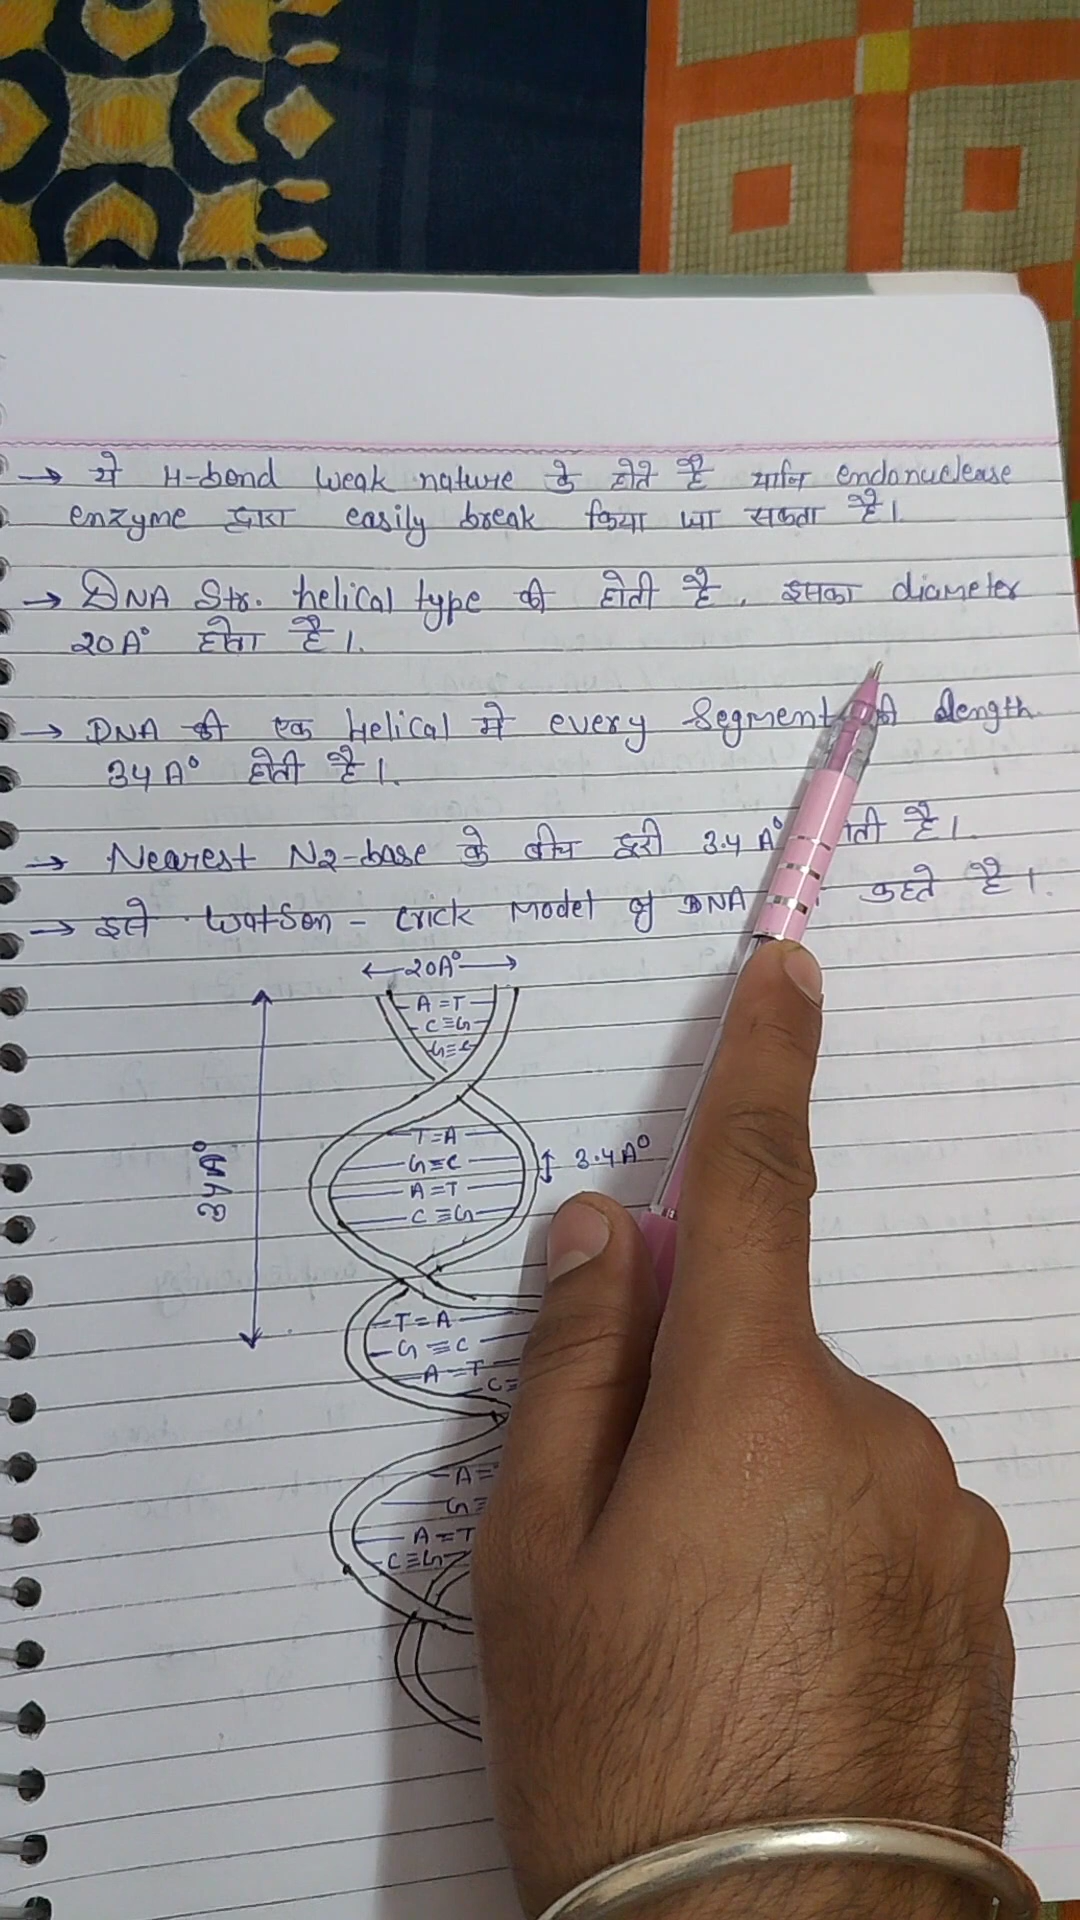 → ये H-bond weak nature के होते है यानि endonuclease
enzyme द्वारा easily break किया जा सकता है।
→ DNA Str. helical type की होती है. इसका diameter
20A° होता है।.
→ DNA की एक Helical मे every Segment की length
34A° होती है।.
→ Nearest N2-base के बीच दूरी 3.4 A° है।.
→ इसे Watson - Crick Model of DNA कहते है।.
←20A°→
A=T
C≡G
G≡C
T=A
G≡C
3.4A°
A=T
C≡G
34A°
T=A
G≡C
A=T
C≡
A=
G≡
A=T
C≡G